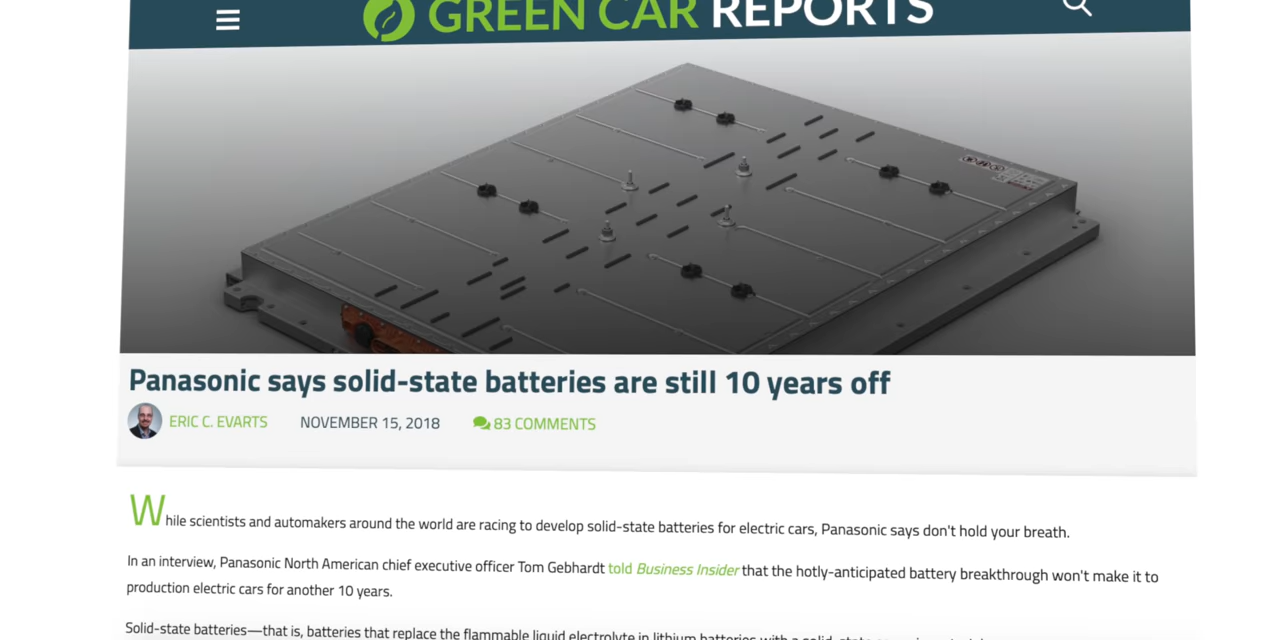 GREEN CAR REPORTS
Panasonic says solid-state batteries are still 10 years off
ERIC C. EVARTS NOVEMBER 15, 2018 83 COMMENTS
While scientists and automakers around the world are racing to develop solid-state batteries for electric cars, Panasonic says don't hold your breath.
In an interview, Panasonic North American chief executive officer Tom Gebhardt told Business Insider that the hotly-anticipated battery breakthrough won't make it to
production electric cars for another 10 years.
Solid-state batteries—that is, batteries that replace the flammable liquid electrolyte in lithium batteries with a solid-state